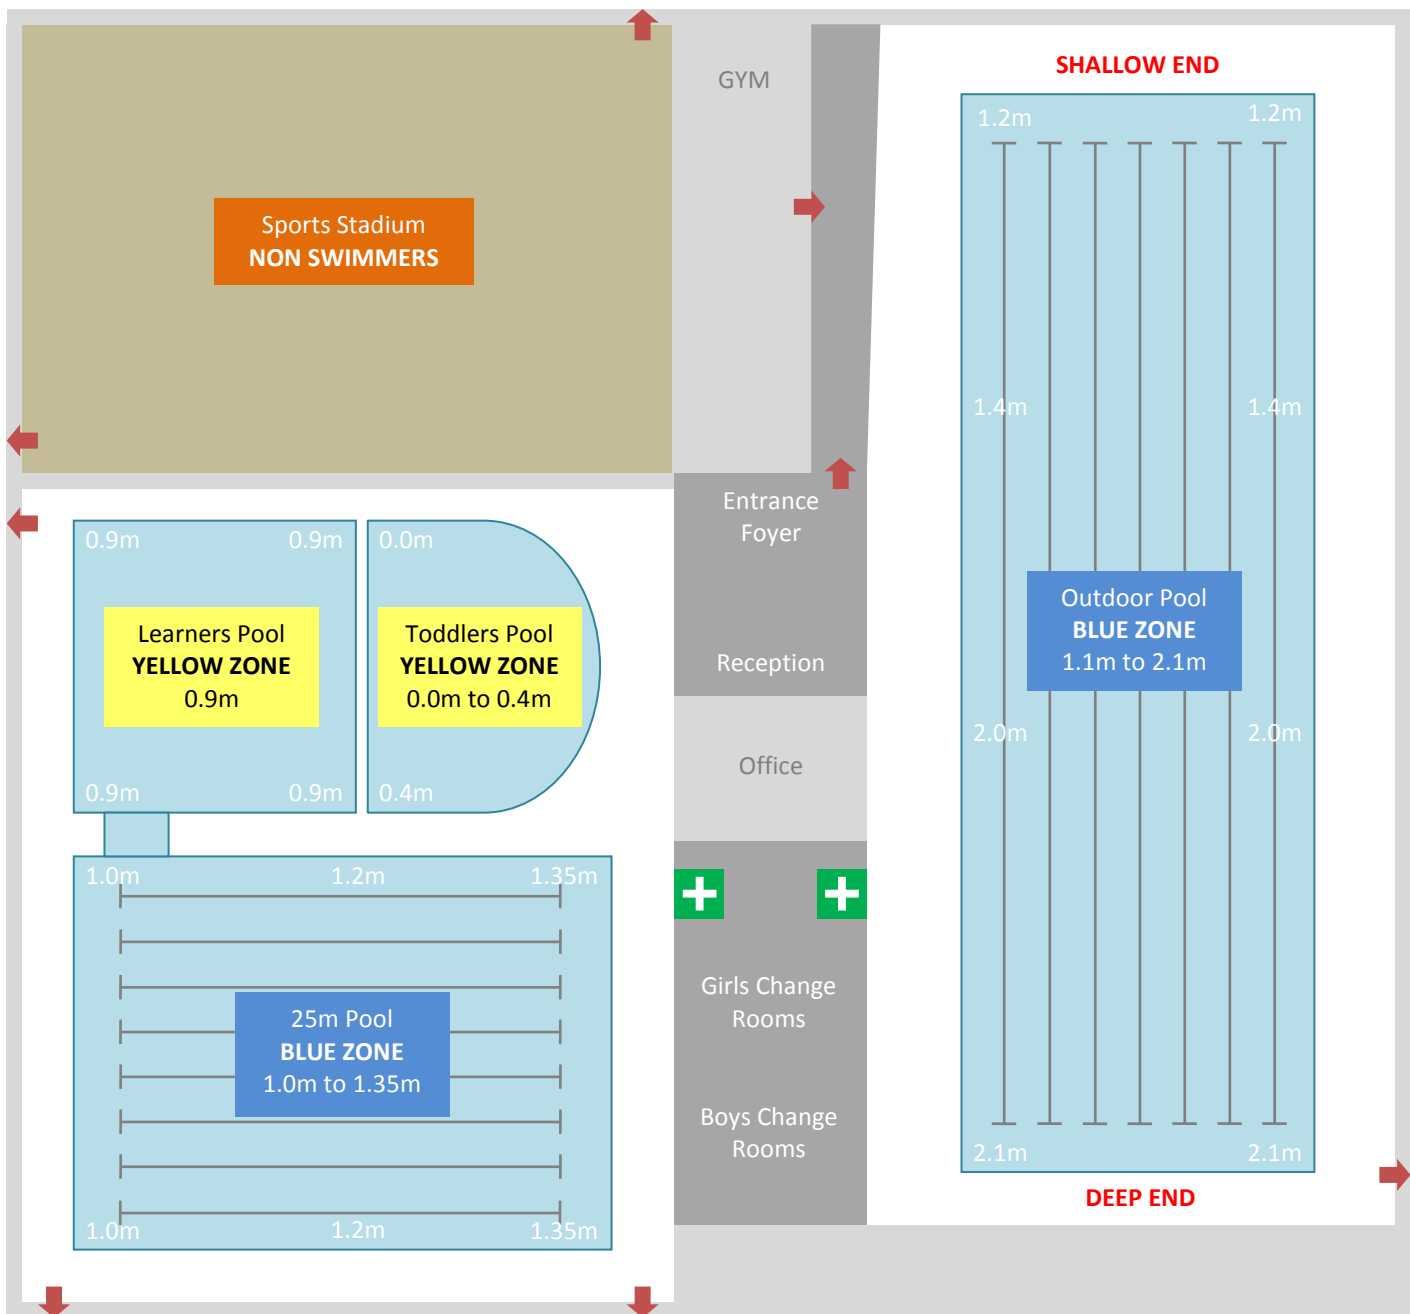 GYM
SHALLOW END
1.2m
1.2m
Sports Stadium
NON SWIMMERS
1.4m
1.4m
Entrance
Foyer
0.9m
0.9m
0.0m
Learners Pool
YELLOW ZONE
0.9m
Toddlers Pool
YELLOW ZONE
0.0m to 0.4m
Reception
Outdoor Pool
BLUE ZONE
1.1m to 2.1m
2.0m
2.0m
Office
0.9m
0.9m
0.4m
1.0m
1.2m
1.35m
Girls Change
Rooms
25m Pool
BLUE ZONE
1.0m to 1.35m
Boys Change
Rooms
2.1m
2.1m
DEEP END
1.0m
1.2m
1.35m